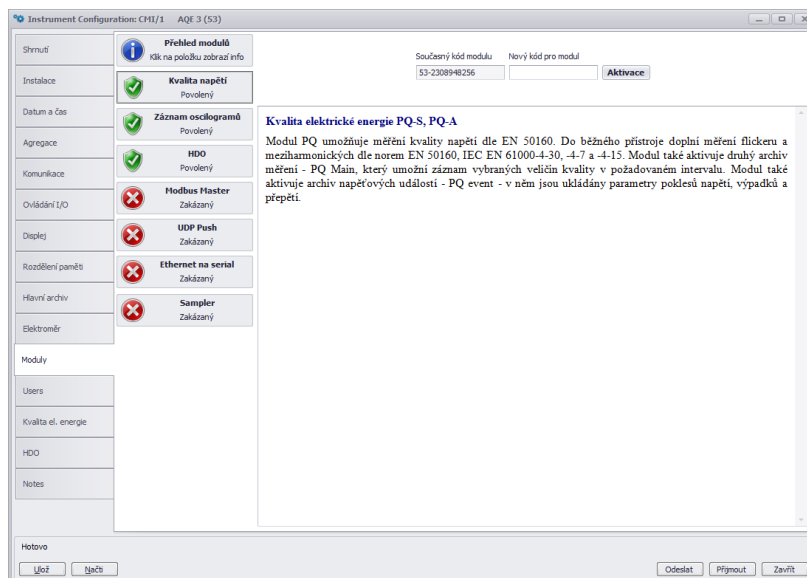 Instrument Configuration: CMI/1 AQE 3 (53)
Shrnutí
Instalace
Datum a čas
Agregace
Komunikace
Ovládání I/O
Displej
Rozdělení paměti
Hlavní archiv
Elektroměr
Moduly
Users
Kvalita el. energie
HDO
Notes
Přehled modulů
Klik na položku zobrazí info
Kvalita napětí
Povolený
Záznam oscilogramů
Povolený
HDO
Povolený
Modbus Master
Zakázaný
UDP Push
Zakázaný
Ethernet na serial
Zakázaný
Sampler
Zakázaný
Současný kód modulu Nový kód pro modul
53-2308948256 Aktivace
Kvalita elektrické energie PQ-S, PQ-A
Modul PQ umožňuje měření kvality napětí dle EN 50160. Do běžného přístroje doplní měření flickeru a
meziharmonických dle norem EN 50160, IEC EN 61000-4-30, -4-7 a -4-15. Modul také aktivuje druhý archiv
měření - PQ Main, který umožní záznam vybraných veličin kvality v požadovaném intervalu. Modul také
aktivuje archiv napěťových událostí - PQ event - v něm jsou ukládány parametry poklesů napětí, výpadků a
přepětí.
Hotovo
Ulož Načti Odeslat Přijmout Zavřít